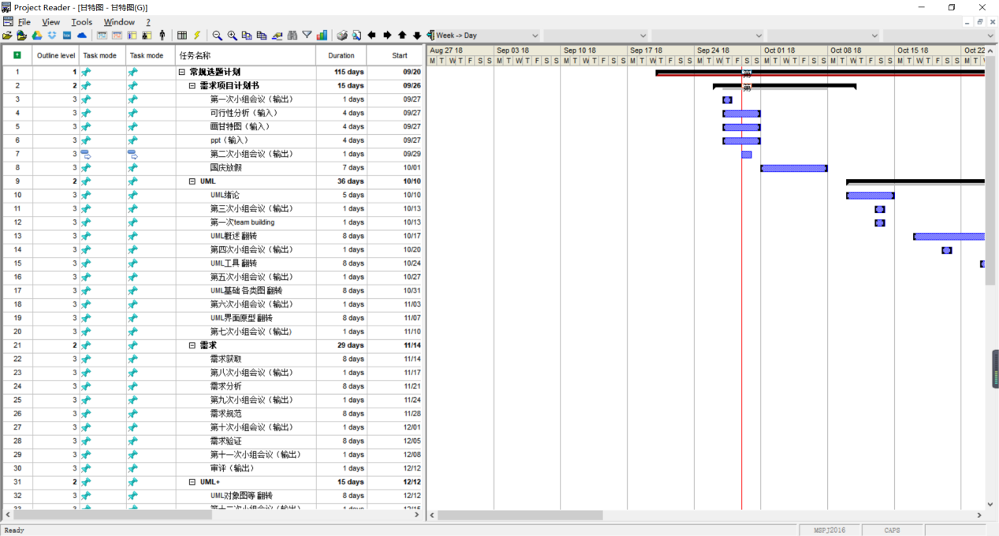 Project Reader - [甘特图 - 甘特图(G)]
File View Tools Window ?
Week -> Day
Outline level Task mode Task mode 任务名称 Duration Start
Aug 27 18 Sep 03 18 Sep 10 18 Sep 17 18 Sep 24 18 Oct 01 18 Oct 08 18 Oct 15 18 Oct 22
M T W T F S S M T W T F S S M T W T F S S M T W T F S S M T W T F S S M T W T F S S M T W T F S S M T W T F S S M T W
1 1 常规选题计划 115 days 09/20
2 2 需求项目计划书 15 days 09/26
3 3 第一次小组会议（输出） 1 days 09/27
4 3 可行性分析（输入） 4 days 09/27
5 3 画甘特图（输入） 4 days 09/27
6 3 ppt（输入） 4 days 09/27
7 3 第二次小组会议（输出） 1 days 09/29
8 3 国庆放假 7 days 10/01
9 2 UML 36 days 10/10
10 3 UML绪论 5 days 10/10
11 3 第三次小组会议（输出） 1 days 10/13
12 3 第一次team building 1 days 10/13
13 3 UML概述 翻转 8 days 10/17
14 3 第四次小组会议（输出） 1 days 10/20
15 3 UML工具 翻转 8 days 10/24
16 3 第五次小组会议（输出） 1 days 10/27
17 3 UML基础 各类图 翻转 8 days 10/31
18 3 第六次小组会议（输出） 1 days 11/03
19 3 UML界面原型 翻转 8 days 11/07
20 3 第七次小组会议（输出） 1 days 11/10
21 2 需求 29 days 11/14
22 3 需求获取 8 days 11/14
23 3 第八次小组会议（输出） 1 days 11/17
24 3 需求分析 8 days 11/21
25 3 第九次小组会议（输出） 1 days 11/24
26 3 需求规范 8 days 11/28
27 3 第十次小组会议（输出） 1 days 12/01
28 3 需求验证 8 days 12/05
29 3 第十一次小组会议（输出） 1 days 12/08
30 3 审评（输出） 1 days 12/12
31 2 UML+ 15 days 12/12
32 3 UML对象图等 翻转 8 days 12/12
33 3 第十二次小组会议（输出） 1 days 12/15
第
第
Ready MSPJ2016 CAPS